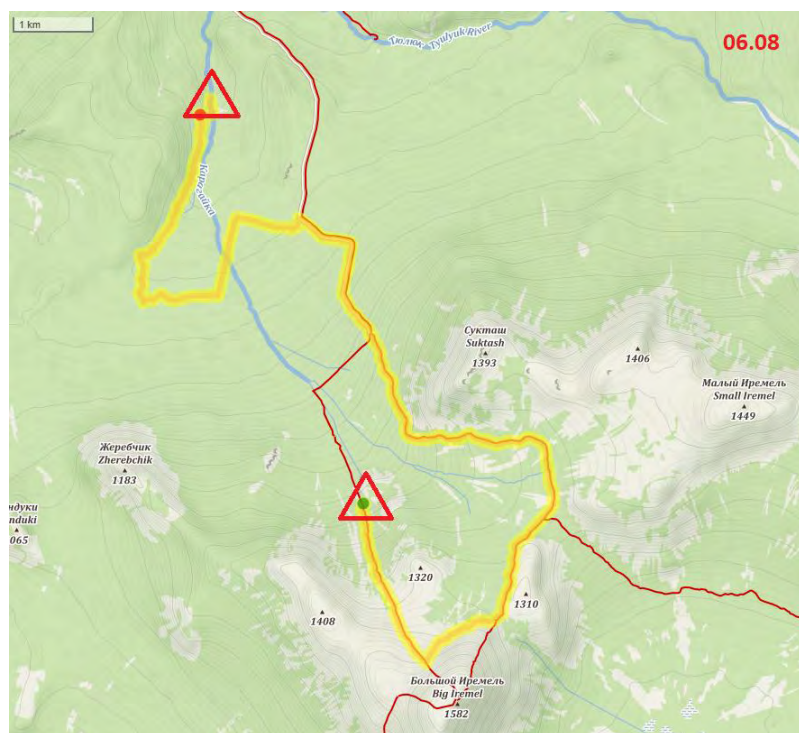 1 km
06.08
Тюлюк, Tyulyuk River
Карагайка
Сукташ
Suktash
1393
1406
Малый Иремель
Small Iremel
1449
Жеребчик
Zherebchik
1183
ндуки
nduki
065
1320
1310
1408
Большой Иремель
Big Iremel
1582